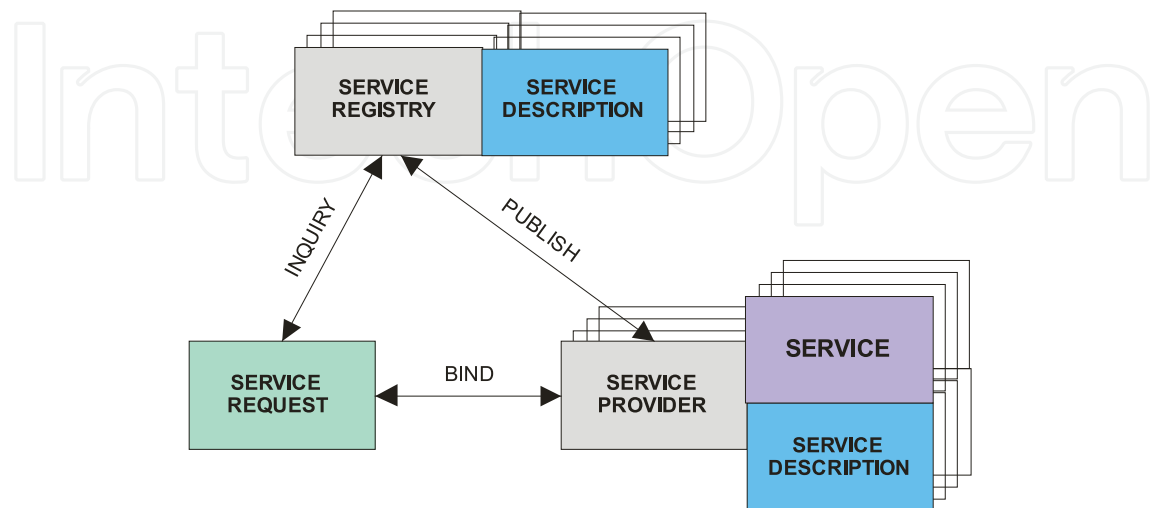 IntechOpen
SERVICE
REGISTRY
SERVICE
DESCRIPTION
INQUIRY
PUBLISH
SERVICE
REQUEST
BIND
SERVICE
PROVIDER
SERVICE
SERVICE
DESCRIPTION